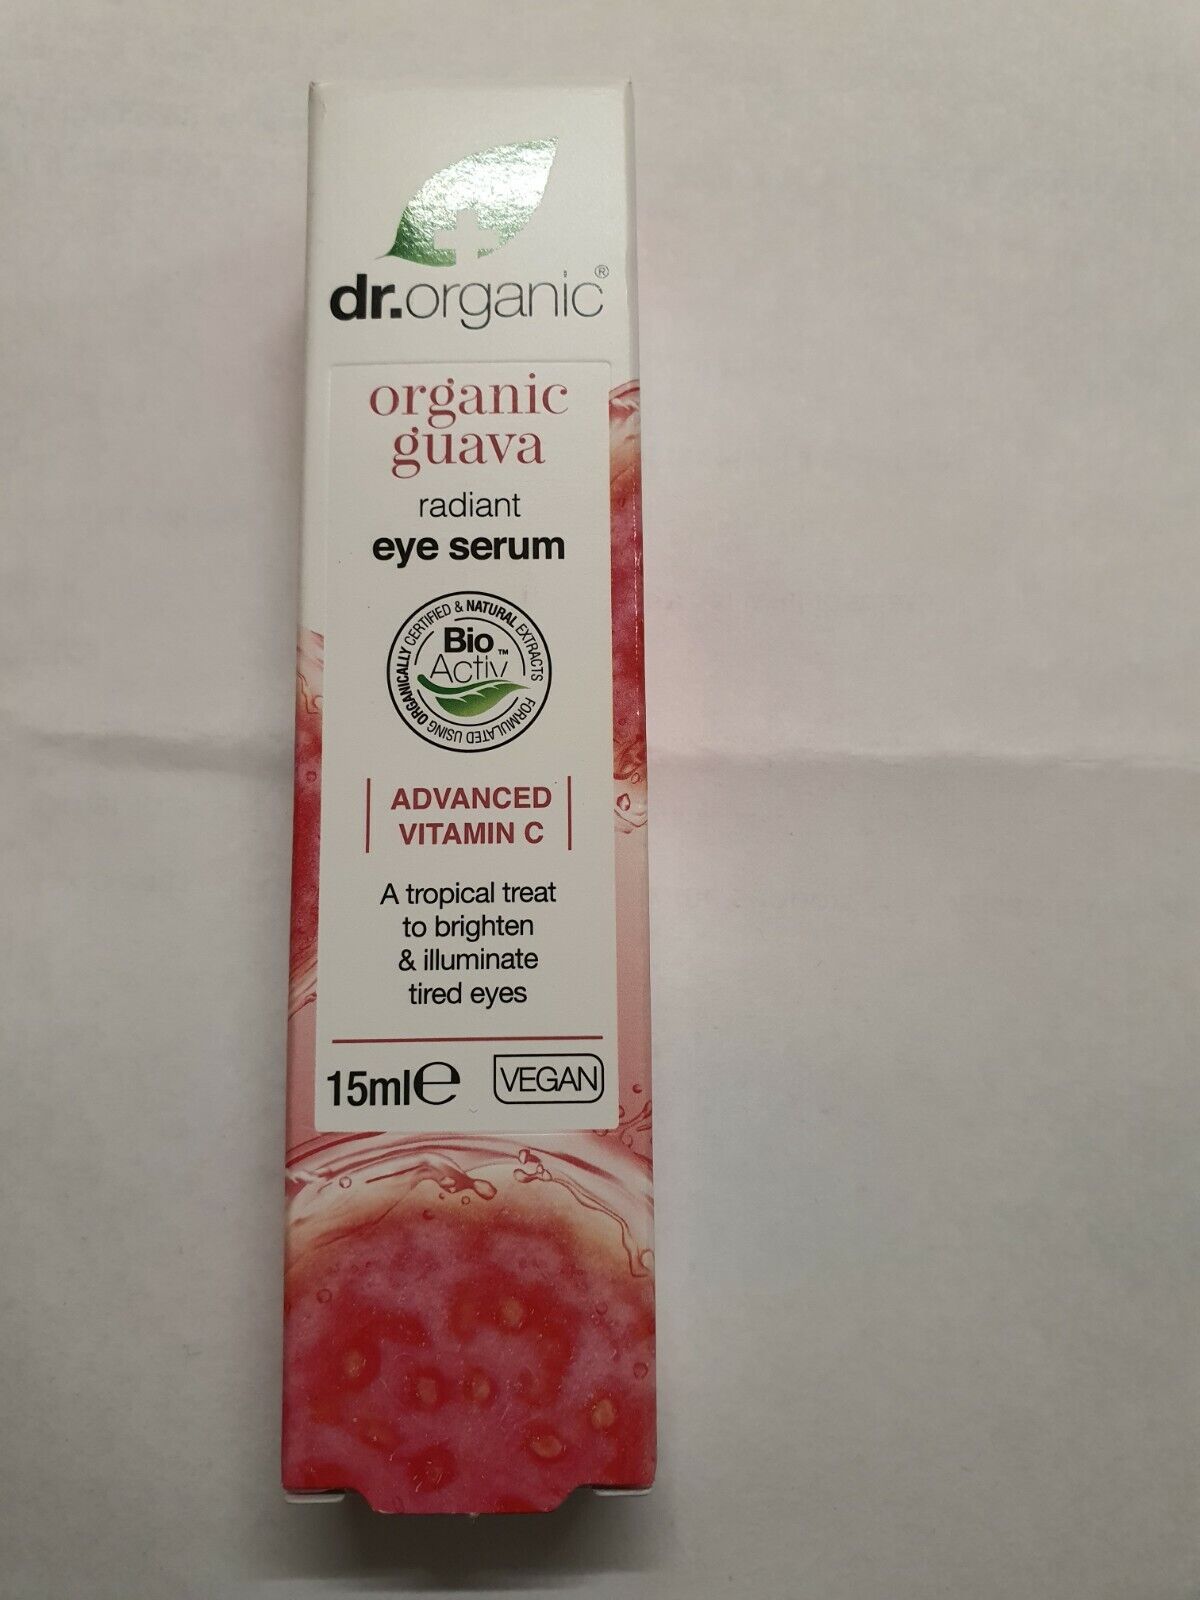 dr.organic®
organic
guava
radiant
eye serum
FORMULATED USING ORGANICALLY CERTIFIED & NATURAL EXTRACTS
Bio
Activ™
ADVANCED
VITAMIN C
A tropical treat
to brighten
& illuminate
tired eyes
15ml℮ VEGAN